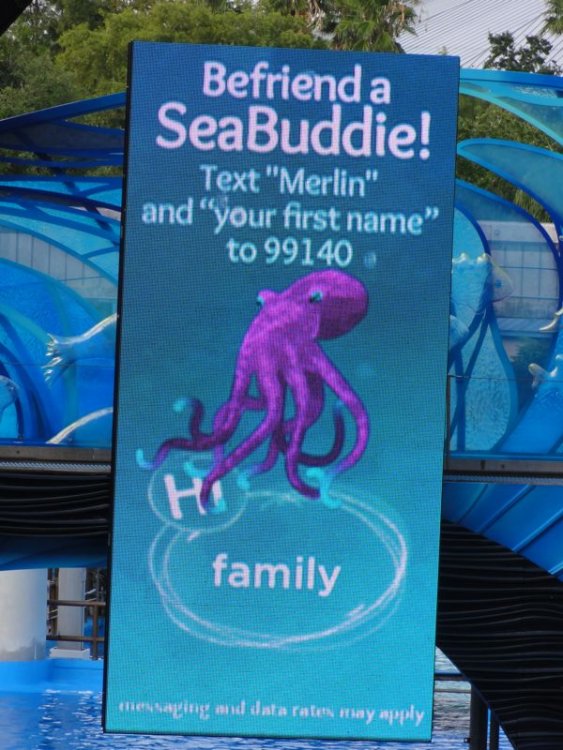 Befriend a
SeaBuddie!
Text "Merlin"
and “your first name”
to 99140
Hi
family
messaging and data rates may apply